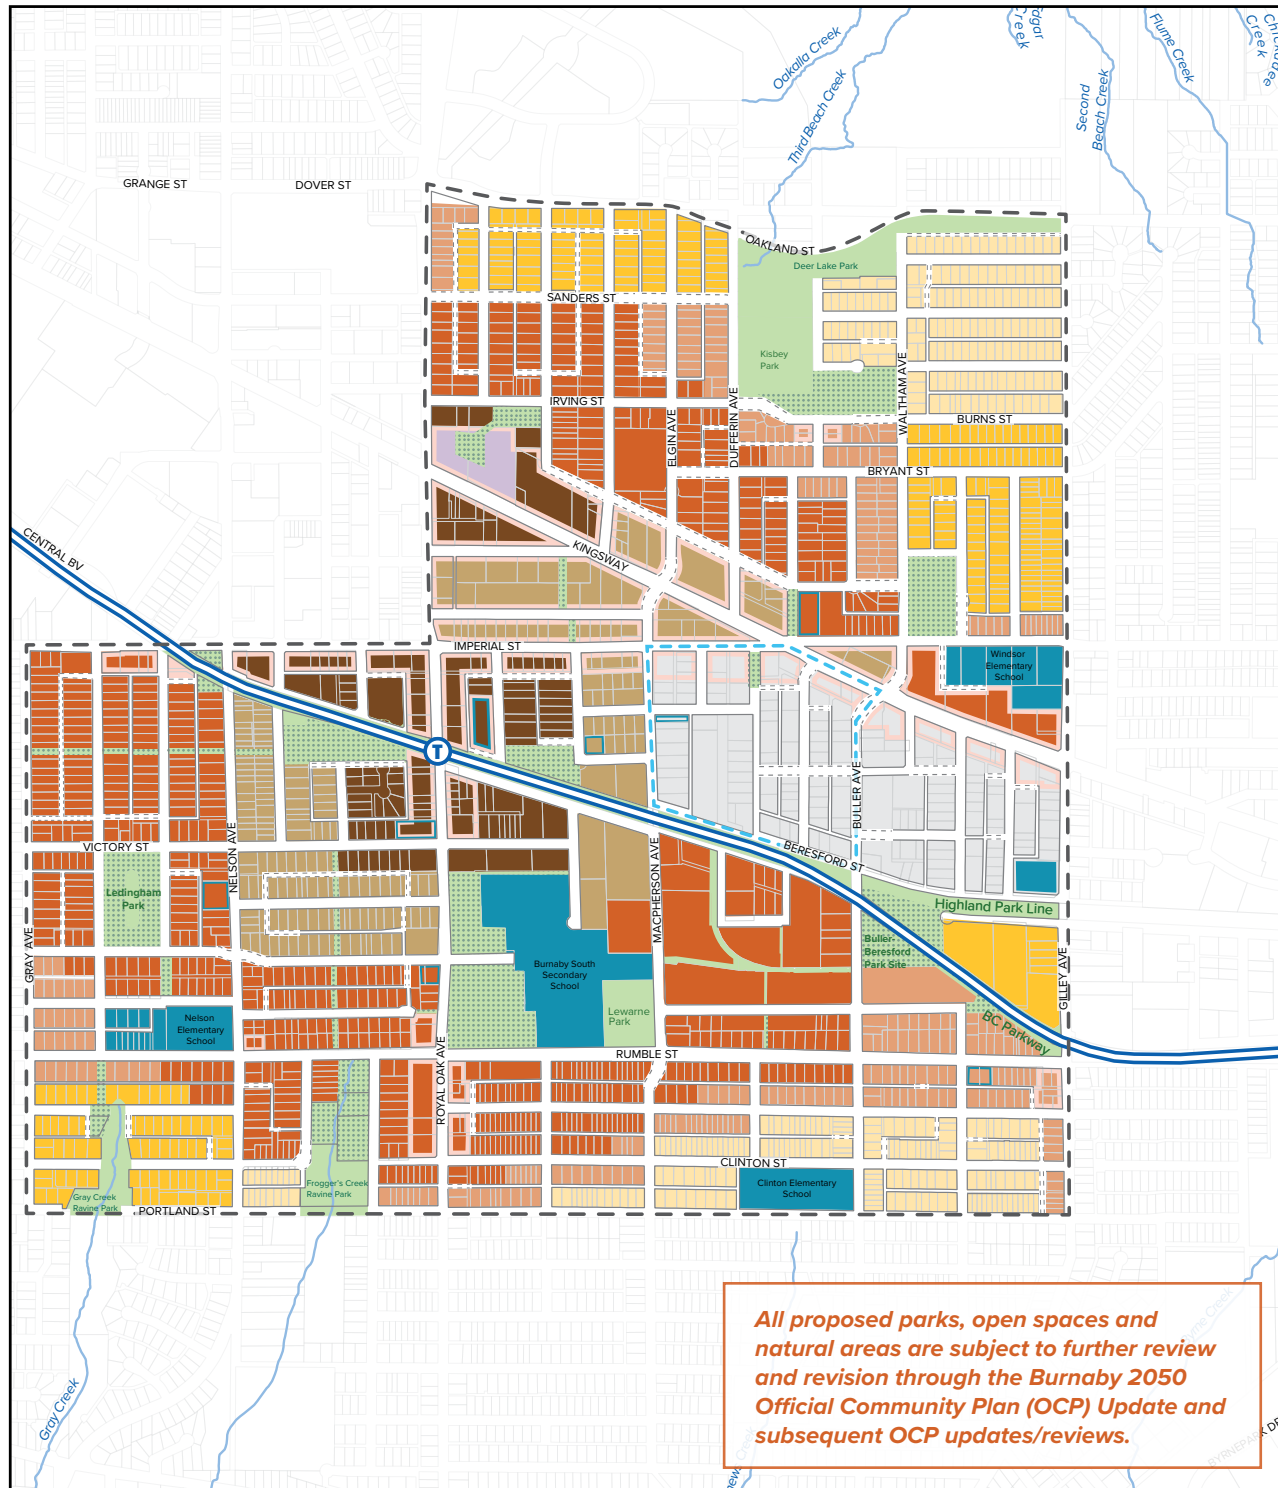 Oakalla Creek
Third Beach Creek
Edgar
Creek
Second
Beach Creek
Flume Creek
Chickadee
Creek
GRANGE ST
DOVER ST
OAKLAND ST
Deer Lake Park
SANDERS ST
Kisbey
Park
WALTHAM AVE
IRVING ST
ELGIN AVE
DUFFERIN AVE
BURNS ST
BRYANT ST
CENTRAL BV
KINGSWAY
IMPERIAL ST
Windsor
Elementary
School
T
BULLER AVE
NELSON AVE
VICTORY ST
BERESFORD ST
MACPHERSON AVE
Ledingham
Park
Highland Park Line
GRAY AVE
Buller-
Beresford
Park Site
GILLEY AVE
Burnaby South
Secondary
School
Nelson
Elementary
School
Lewarne
Park
BC Parkway
RUMBLE ST
ROYAL OAK AVE
CLINTON ST
Clinton Elementary
School
Frogger's Creek
Ravine Park
Gray Creek
Ravine Park
PORTLAND ST
Gray Creek
All proposed parks, open spaces and
natural areas are subject to further review
and revision through the Burnaby 2050
Official Community Plan (OCP) Update and
subsequent OCP updates/reviews.